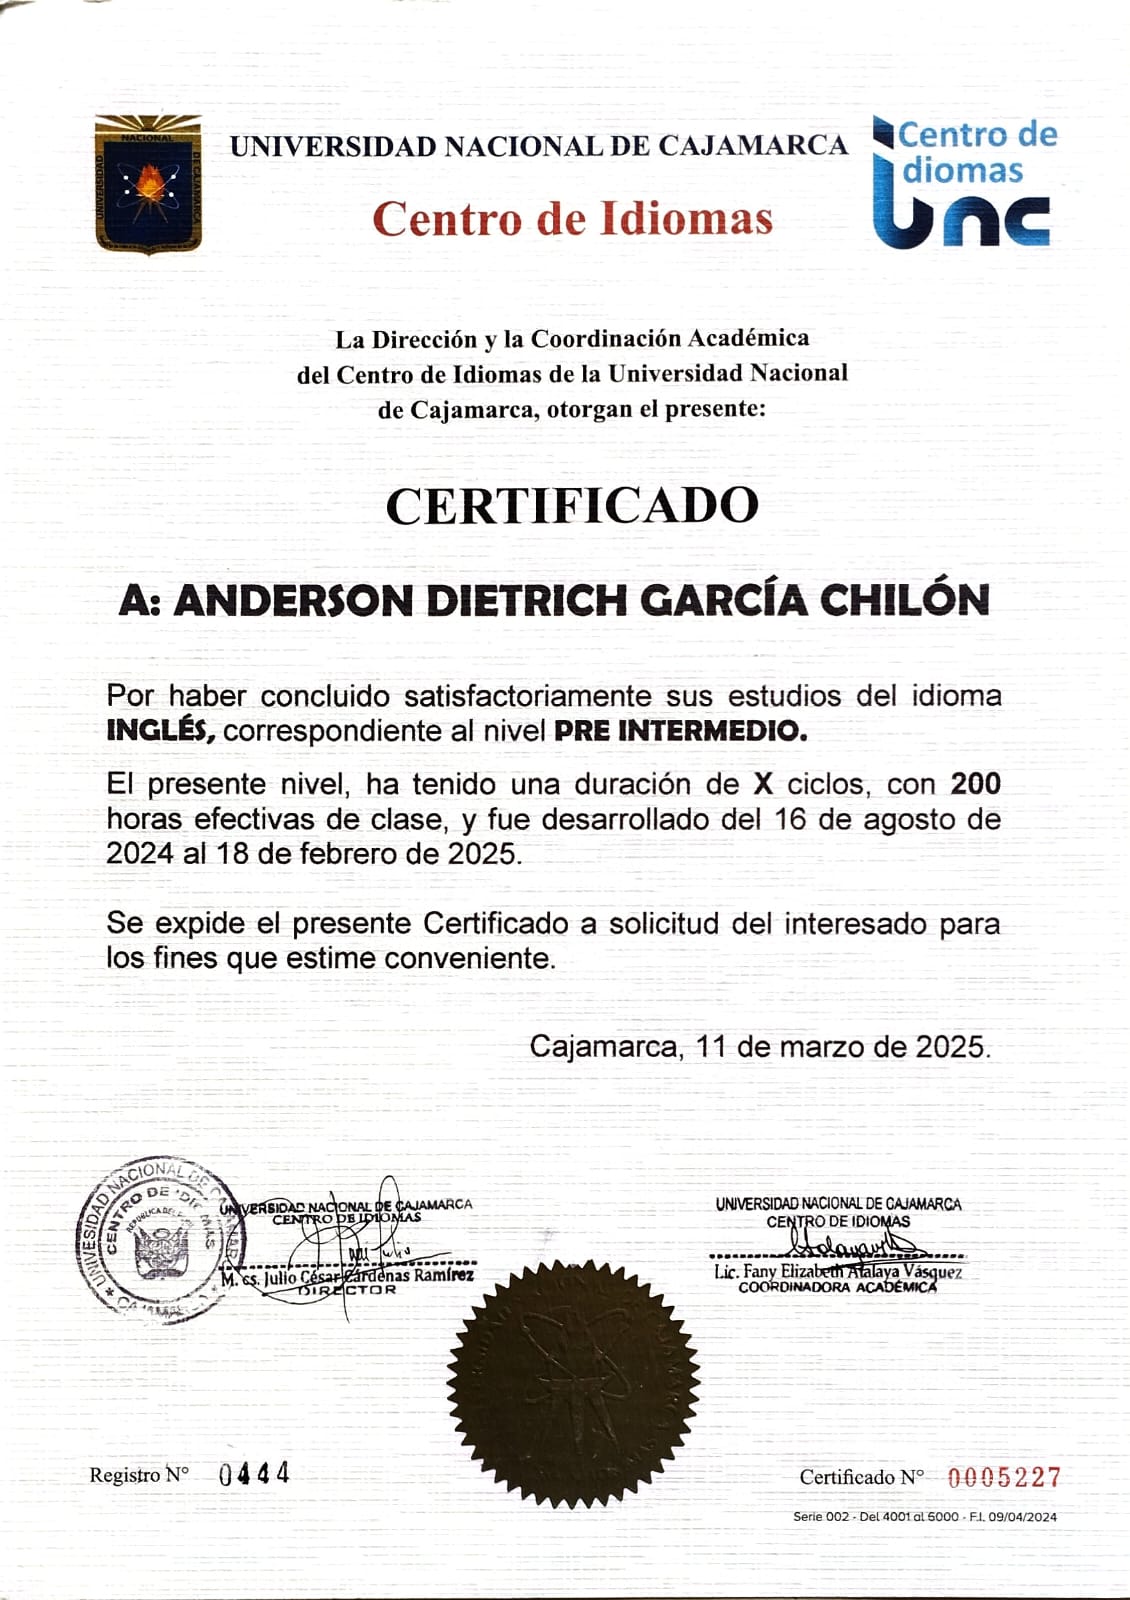 NACIONAL
UNIVERSIDAD
DE CAJAMARCA
UNIVERSIDAD NACIONAL DE CAJAMARCA
Centro de Idiomas
Centro de
Idiomas
unc
La Dirección y la Coordinación Académica
del Centro de Idiomas de la Universidad Nacional
de Cajamarca, otorgan el presente:
CERTIFICADO
A: ANDERSON DIETRICH GARCÍA CHILÓN
Por haber concluido satisfactoriamente sus estudios del idioma
INGLÉS, correspondiente al nivel PRE INTERMEDIO.
El presente nivel, ha tenido una duración de X ciclos, con 200
horas efectivas de clase, y fue desarrollado del 16 de agosto de
2024 al 18 de febrero de 2025.
Se expide el presente Certificado a solicitud del interesado para
los fines que estime conveniente.
Cajamarca, 11 de marzo de 2025.
UNIVESIDAD NACIONAL DE CAJAMARCA
CENTRO DE IDIOMAS
REPUBLICA DEL
UNIVERSIDAD NACIONAL DE CAJAMARCA
CENTRO DE IDIOMAS
M. cs. Julio César Cárdenas Ramírez
DIRECTOR
UNIVERSIDAD NACIONAL DE CAJAMARCA
CENTRO DE IDIOMAS
Lic. Fany Elizabeth Atalaya Vásquez
COORDINADORA ACADÉMICA
Registro N° 0444
Certificado N° 0005227
Serie 002 - Del 4001 al 5000 - F.I. 09/04/2024